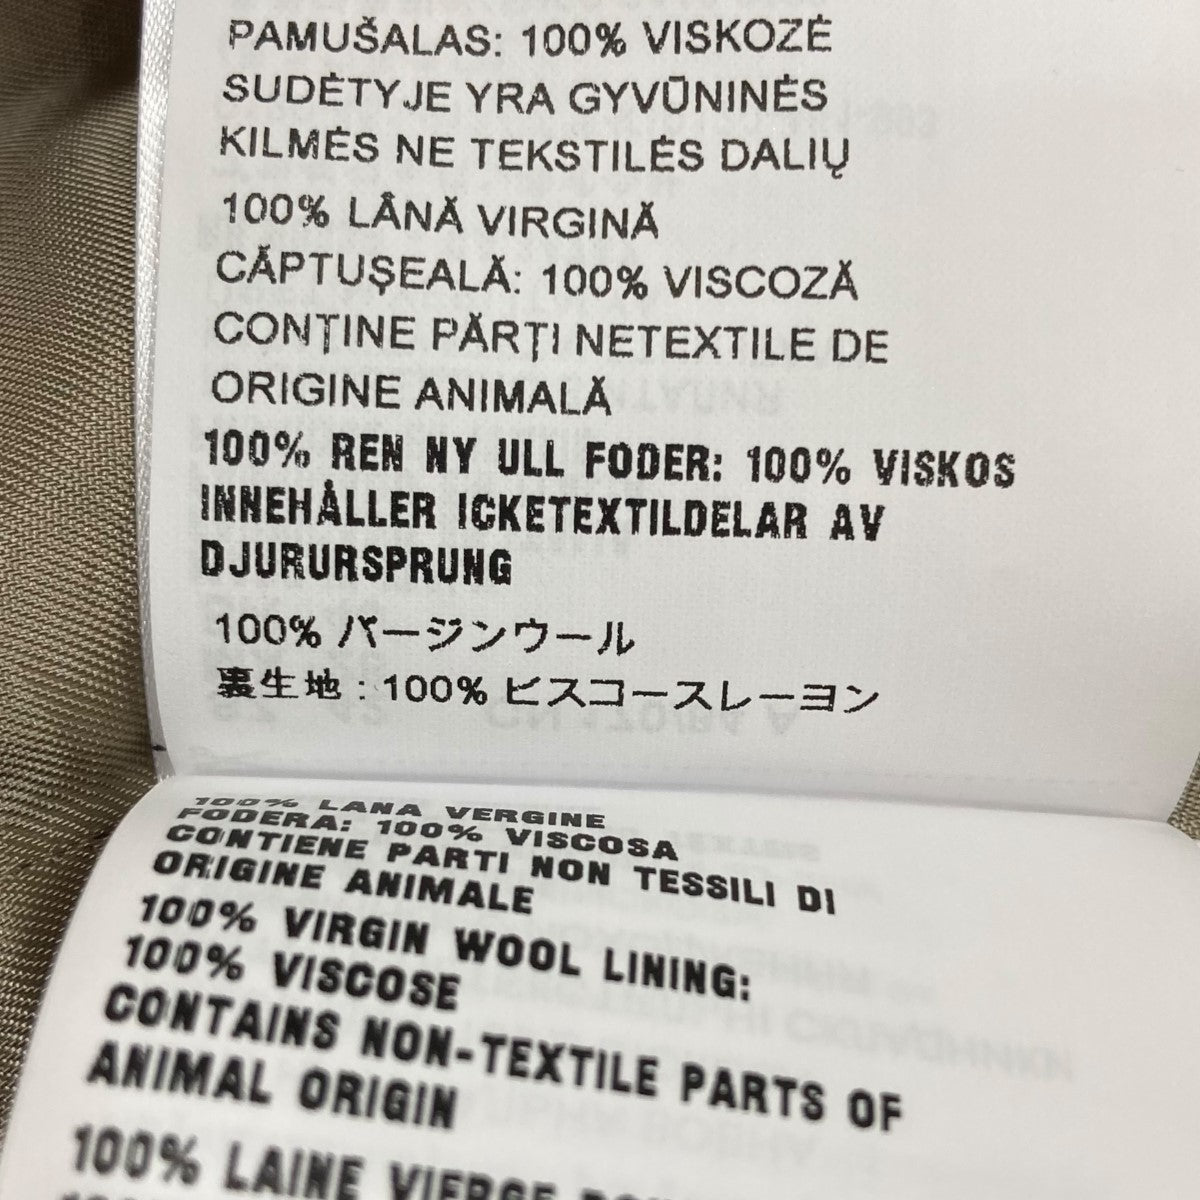 PAMUŠALAS: 100% VISKOZĖ
SUDĖTYJE YRA GYVŪNINĖS
KILMĖS NE TEKSTILĖS DALIŲ
100% LÂNĂ VIRGINĂ
CĂPTUŞEALĂ: 100% VISCOZĂ
CONŢINE PĂRŢI NETEXTILE DE
ORIGINE ANIMALĂ
100% REN NY ULL FODER: 100% VISKOS
INNEHÅLLER ICKETEXTILDELAR AV
DJURURSPRUNG
100% バージンウール
裏生地 : 100% ビスコースレーヨン
100% LANA VERGINE
FODERA: 100% VISCOSA
CONTIENE PARTI NON TESSILI DI
ORIGINE ANIMALE
100% VIRGIN WOOL LINING:
100% VISCOSE
CONTAINS NON-TEXTILE PARTS OF
ANIMAL ORIGIN
100% LAINE VIERGE